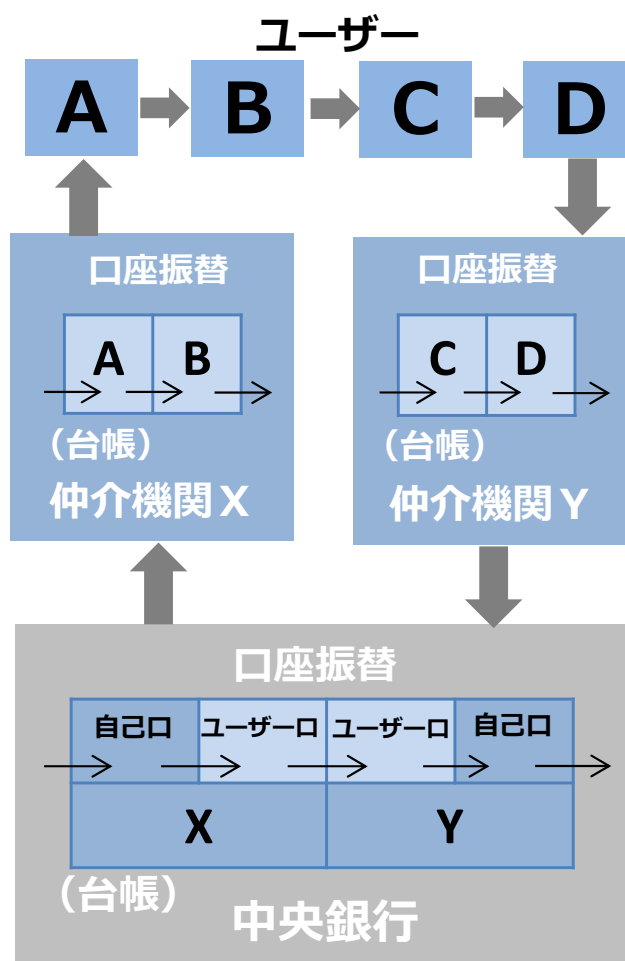 ユーザー
A B C D
口座振替
A B
（台帳）
仲介機関X
口座振替
C D
（台帳）
仲介機関Y
口座振替
自己口 ユーザー口 ユーザー口 自己口
X Y
（台帳）
中央銀行